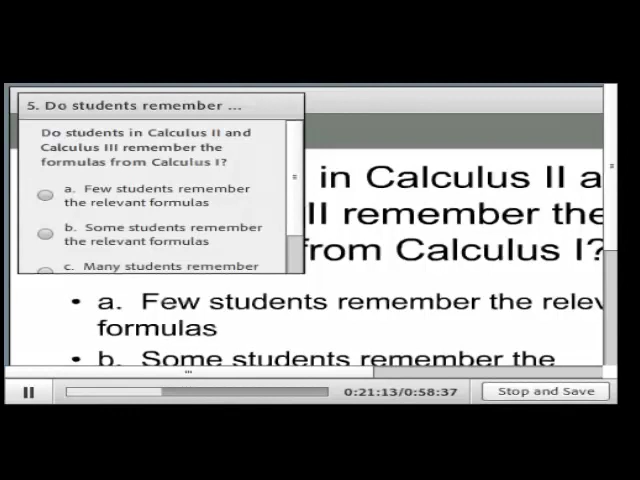 5. Do students remember ...
Do students in Calculus II and
Calculus III remember the
formulas from Calculus I?
a. Few students remember
the relevant formulas
b. Some students remember
the relevant formulas
c. Many students remember
in Calculus II a
II remember the
from Calculus I?
• a. Few students remember the relev
formulas
• b. Some students remember the
0:21:13/0:58:37
Stop and Save